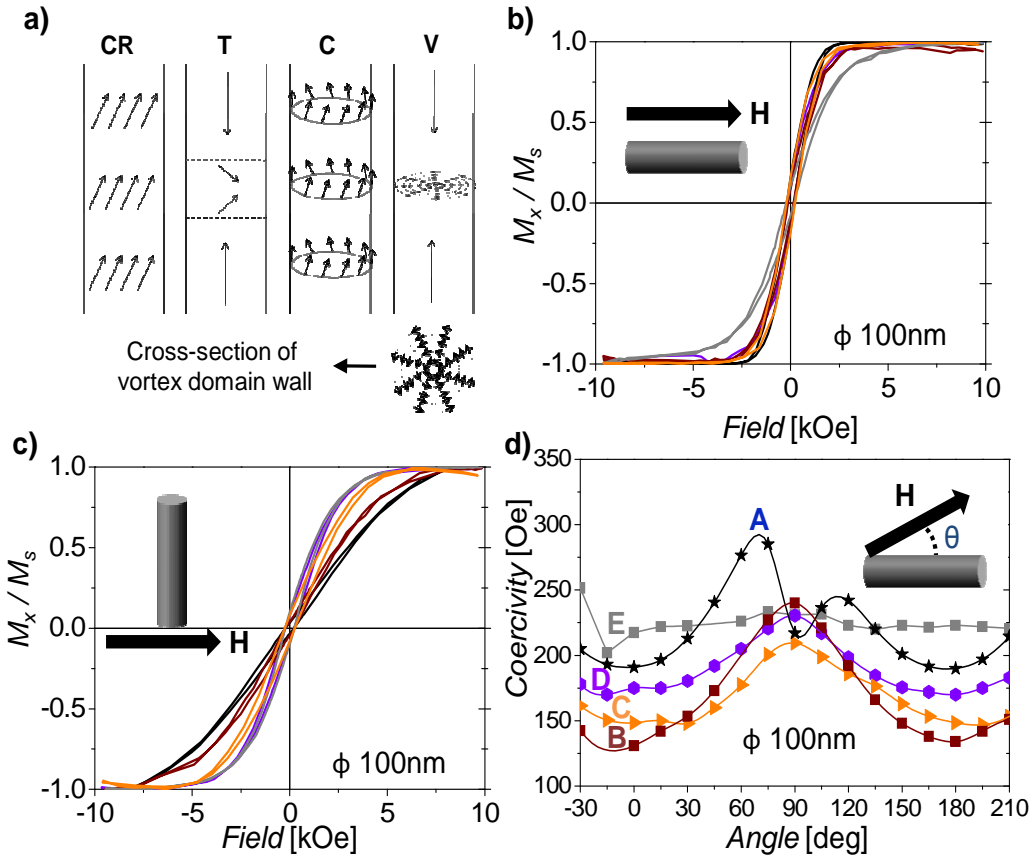 a)
CR T C V
Cross-section of
vortex domain wall
b)
M_x / M_s
1.0
0.5
0.0
-0.5
-1.0
H
ϕ 100nm
-10 -5 0 5 10
Field [kOe]
c)
M_x / M_s
1.0
0.5
0.0
-0.5
-1.0
H
ϕ 100nm
-10 -5 0 5 10
Field [kOe]
d)
Coercivity [Oe]
350
300
250
200
150
100
H
θ
A
E
D
C
B
ϕ 100nm
-30 0 30 60 90 120 150 180 210
Angle [deg]